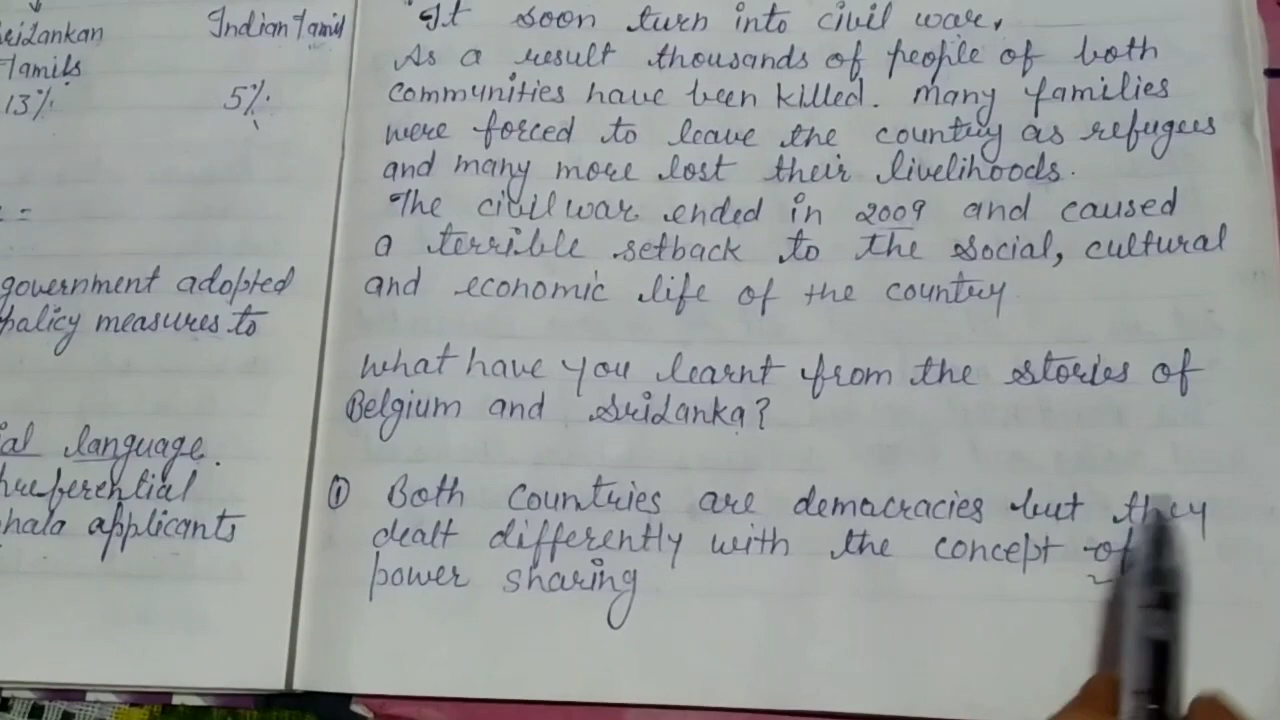 Srilankan Indian Tamil
Tamils
13% 5%
government adopted
policy measures to
language.
preferential
applicants
It soon turn into civil war,
As a result thousands of people of both
communities have been killed. Many families
were forced to leave the country as refugees
and many more lost their livelihoods.
The civil war ended in 2009 and caused
a terrible setback to the social, cultural
and economic life of the country
What have you learnt from the stories of
Belgium and SriLanka?
① Both Countries are democracies but they
dealt differently with the concept of
power sharing